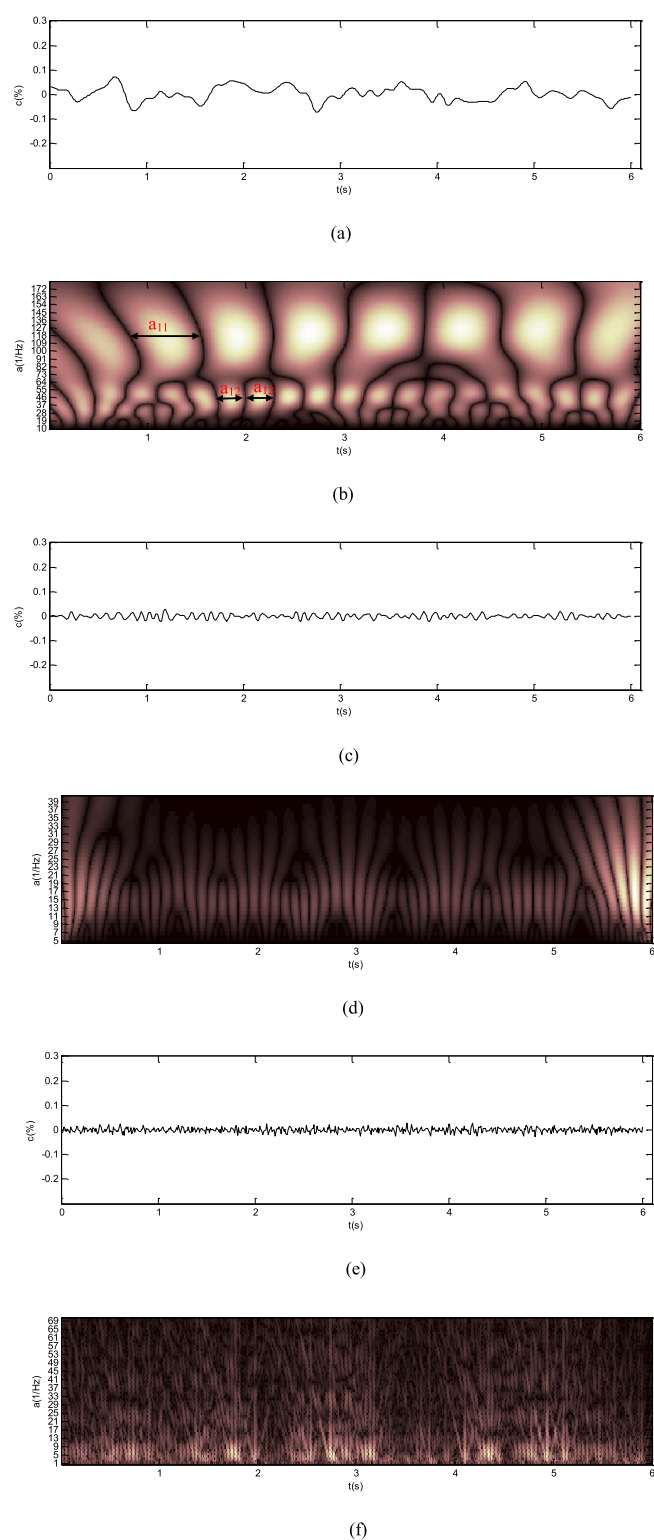 0.3
0.2
0.1
0
-0.1
-0.2
c(%)
0 1 2 3 4 5 6
t(s)
(a)
172
163
154
145
136
127
118
109
100
91
82
73
64
55
46
37
28
19
10
a(1/Hz)
a11
a12 a12
1 2 3 4 5 6
t(s)
(b)
0.3
0.2
0.1
0
-0.1
-0.2
c(%)
0 1 2 3 4 5 6
t(s)
(c)
39
37
35
33
31
29
27
25
23
21
19
17
15
13
11
9
7
5
a(1/Hz)
1 2 3 4 5 6
t(s)
(d)
0.3
0.2
0.1
0
-0.1
-0.2
c(%)
0 1 2 3 4 5 6
t(s)
(e)
69
65
61
57
53
49
45
41
37
33
29
25
21
17
13
9
5
1
a(1/Hz)
1 2 3 4 5 6
t(s)
(f)